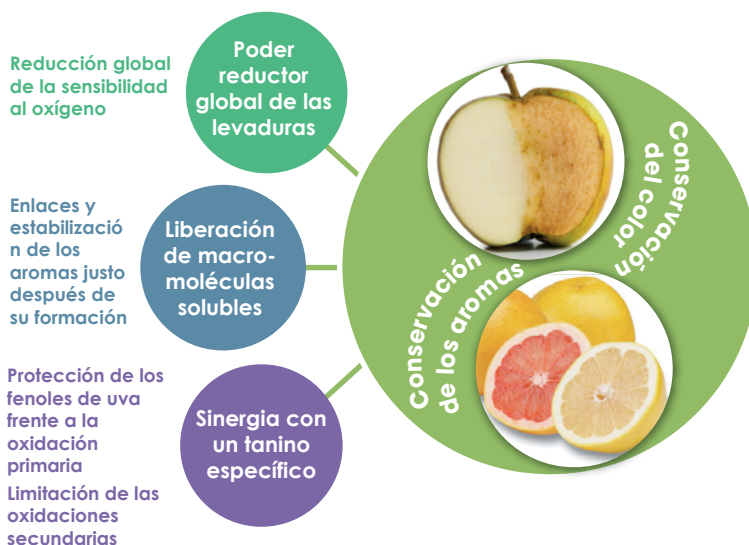 Reducción global
de la sensibilidad
al oxígeno
Poder
reductor
global de las
levaduras
Enlaces y
estabilizació
n de los
aromas justo
después de
su formación
Liberación
de macro-
moléculas
solubles
Protección de los
fenoles de uva
frente a la
oxidación
primaria
Limitación de las
oxidaciones
secundarias
Sinergia con
un tanino
específico
Conservación
del color
Conservación
de los aromas